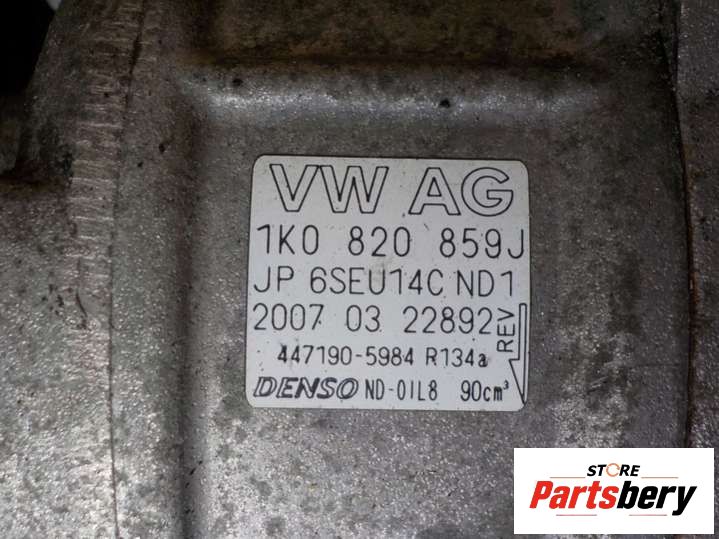 VW AG
1K0 820 859J
JP 6SEU14C ND1
2007 03 22892
REV
447190-5984 R134a
DENSO ND-OIL8 90cm³
STORE
Partsbery